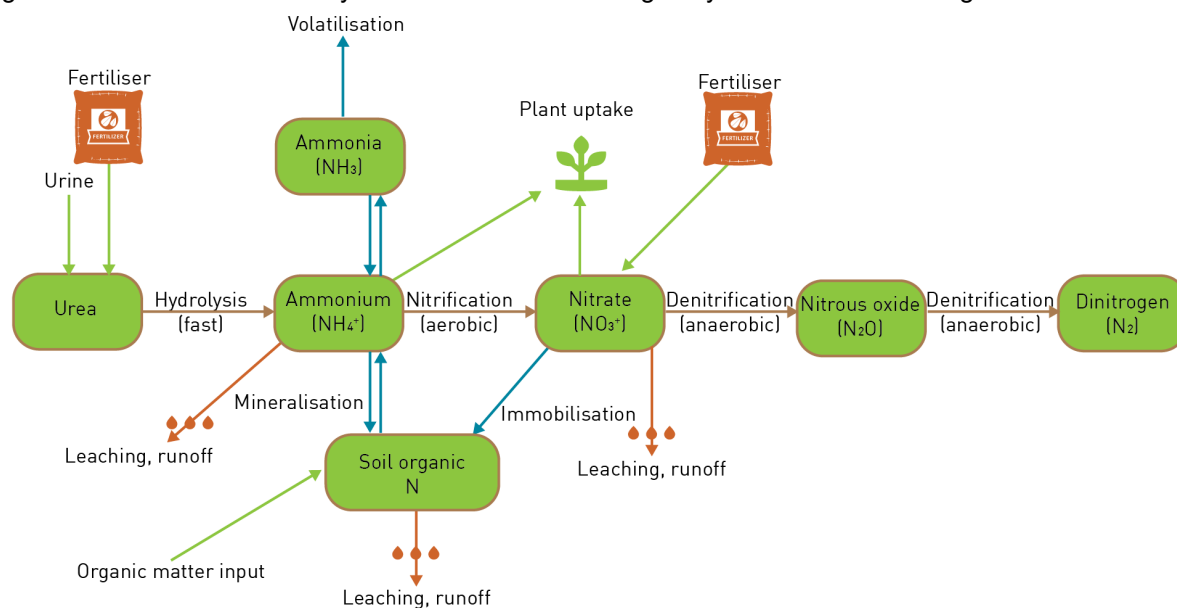 Volatilisation
Fertiliser
Fertiliser
FERTILIZER
FERTILIZER
Plant uptake
Ammonia
(NH₃)
Urine
Urea
Hydrolysis
(fast)
Ammonium
(NH₄⁺)
Nitrification
(aerobic)
Nitrate
(NO₃⁺)
Denitrification
(anaerobic)
Nitrous oxide
(N₂O)
Denitrification
(anaerobic)
Dinitrogen
(N₂)
Mineralisation
Immobilisation
Leaching, runoff
Leaching, runoff
Soil organic
N
Organic matter input
Leaching, runoff